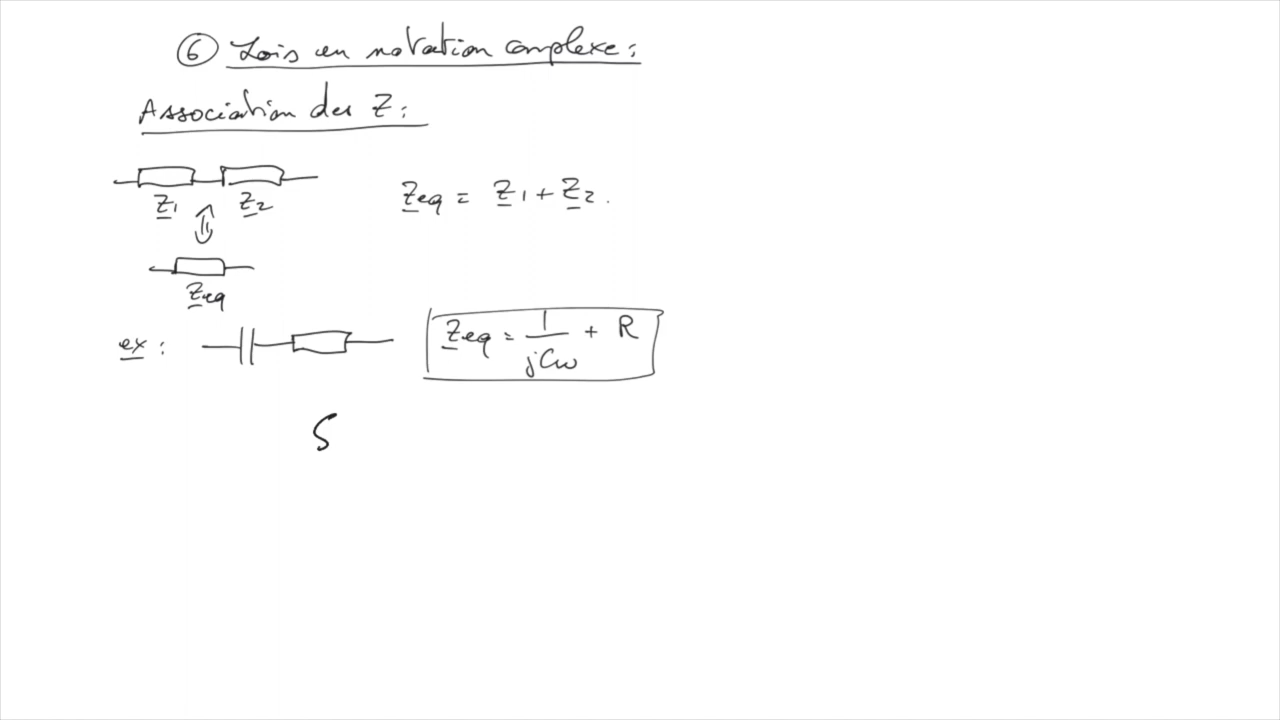 ⑥ Lois en notation complexe :
Association des Z :
Z1 Z2
Zeq = Z1 + Z2.
Zeq
ex :
Zeq = 1/jCω + R
S